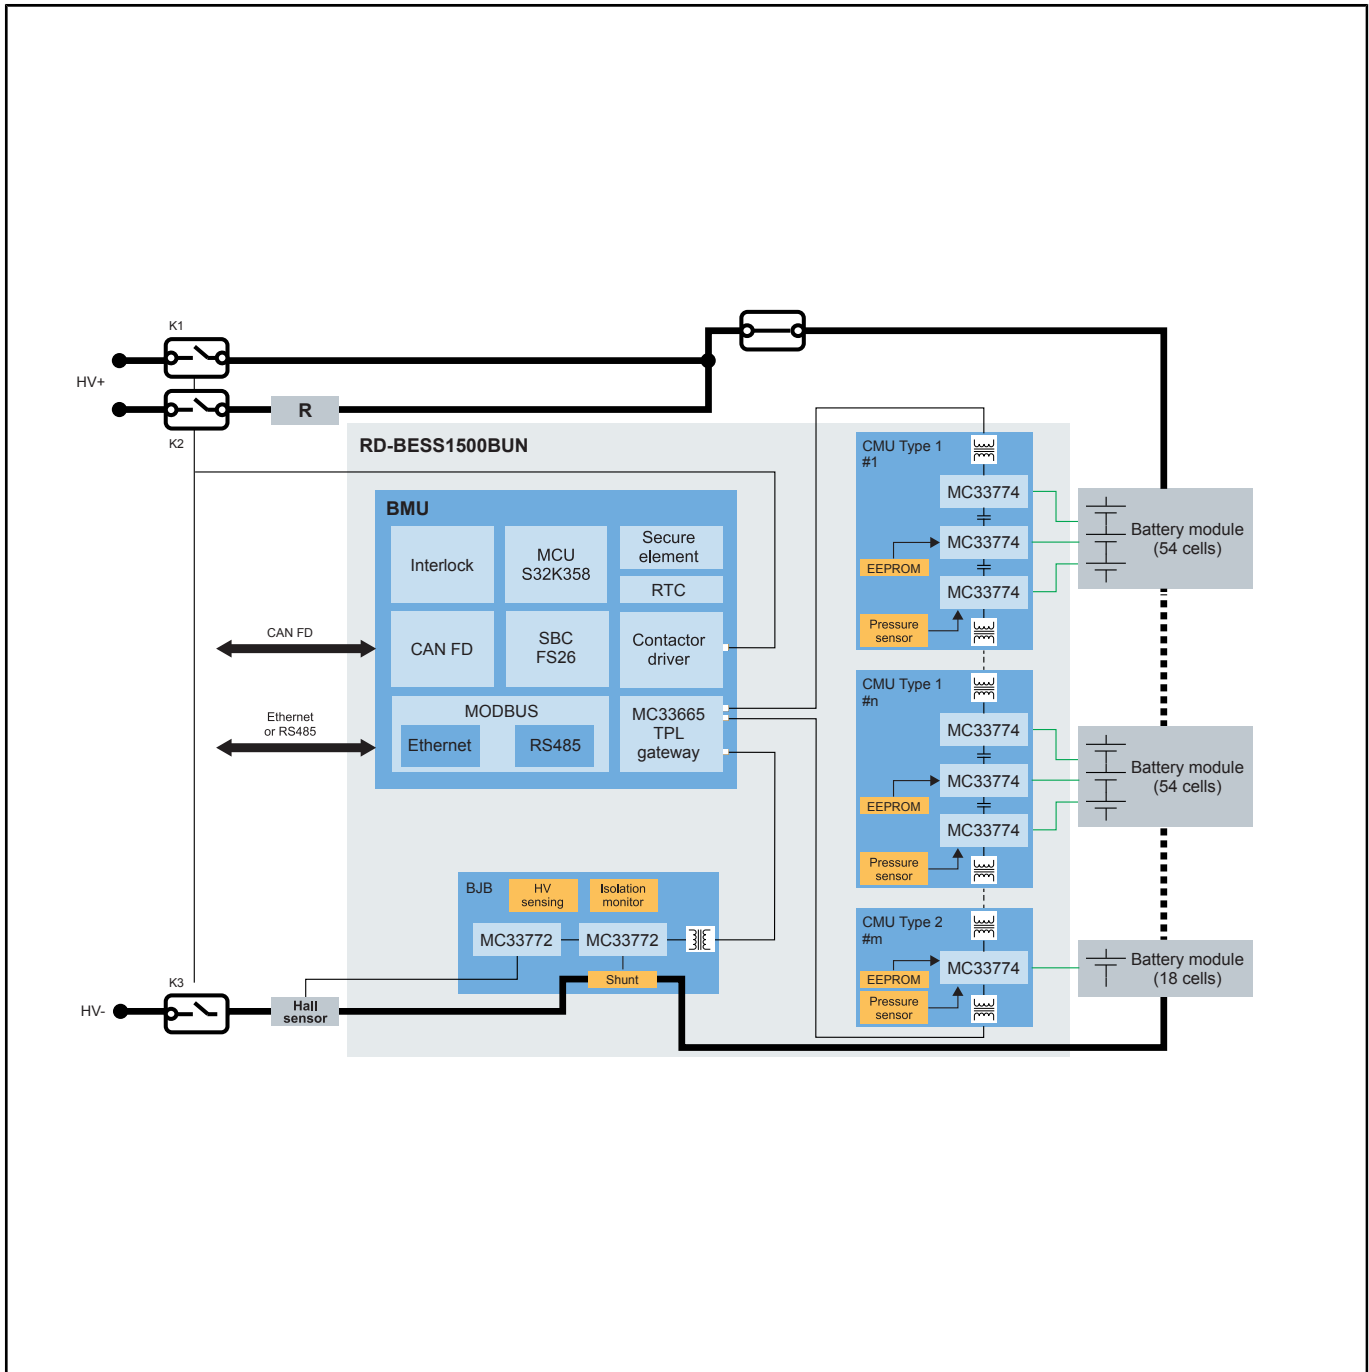 K1
HV+
R
K2
RD-BESS1500BUN
BMU
Interlock
MCU
S32K358
Secure
element
RTC
CAN FD
CAN FD
SBC
FS26
Contactor
driver
Ethernet
or RS485
MODBUS
Ethernet
RS485
MC33665
TPL
gateway
CMU Type 1
#1
MC33774
MC33774
EEPROM
MC33774
Pressure
sensor
Battery module
(54 cells)
CMU Type 1
#n
MC33774
MC33774
EEPROM
MC33774
Pressure
sensor
Battery module
(54 cells)
CMU Type 2
#m
MC33774
EEPROM
Pressure
sensor
Battery module
(18 cells)
BJB
HV
sensing
Isolation
monitor
MC33772
MC33772
Shunt
K3
HV-
Hall
sensor